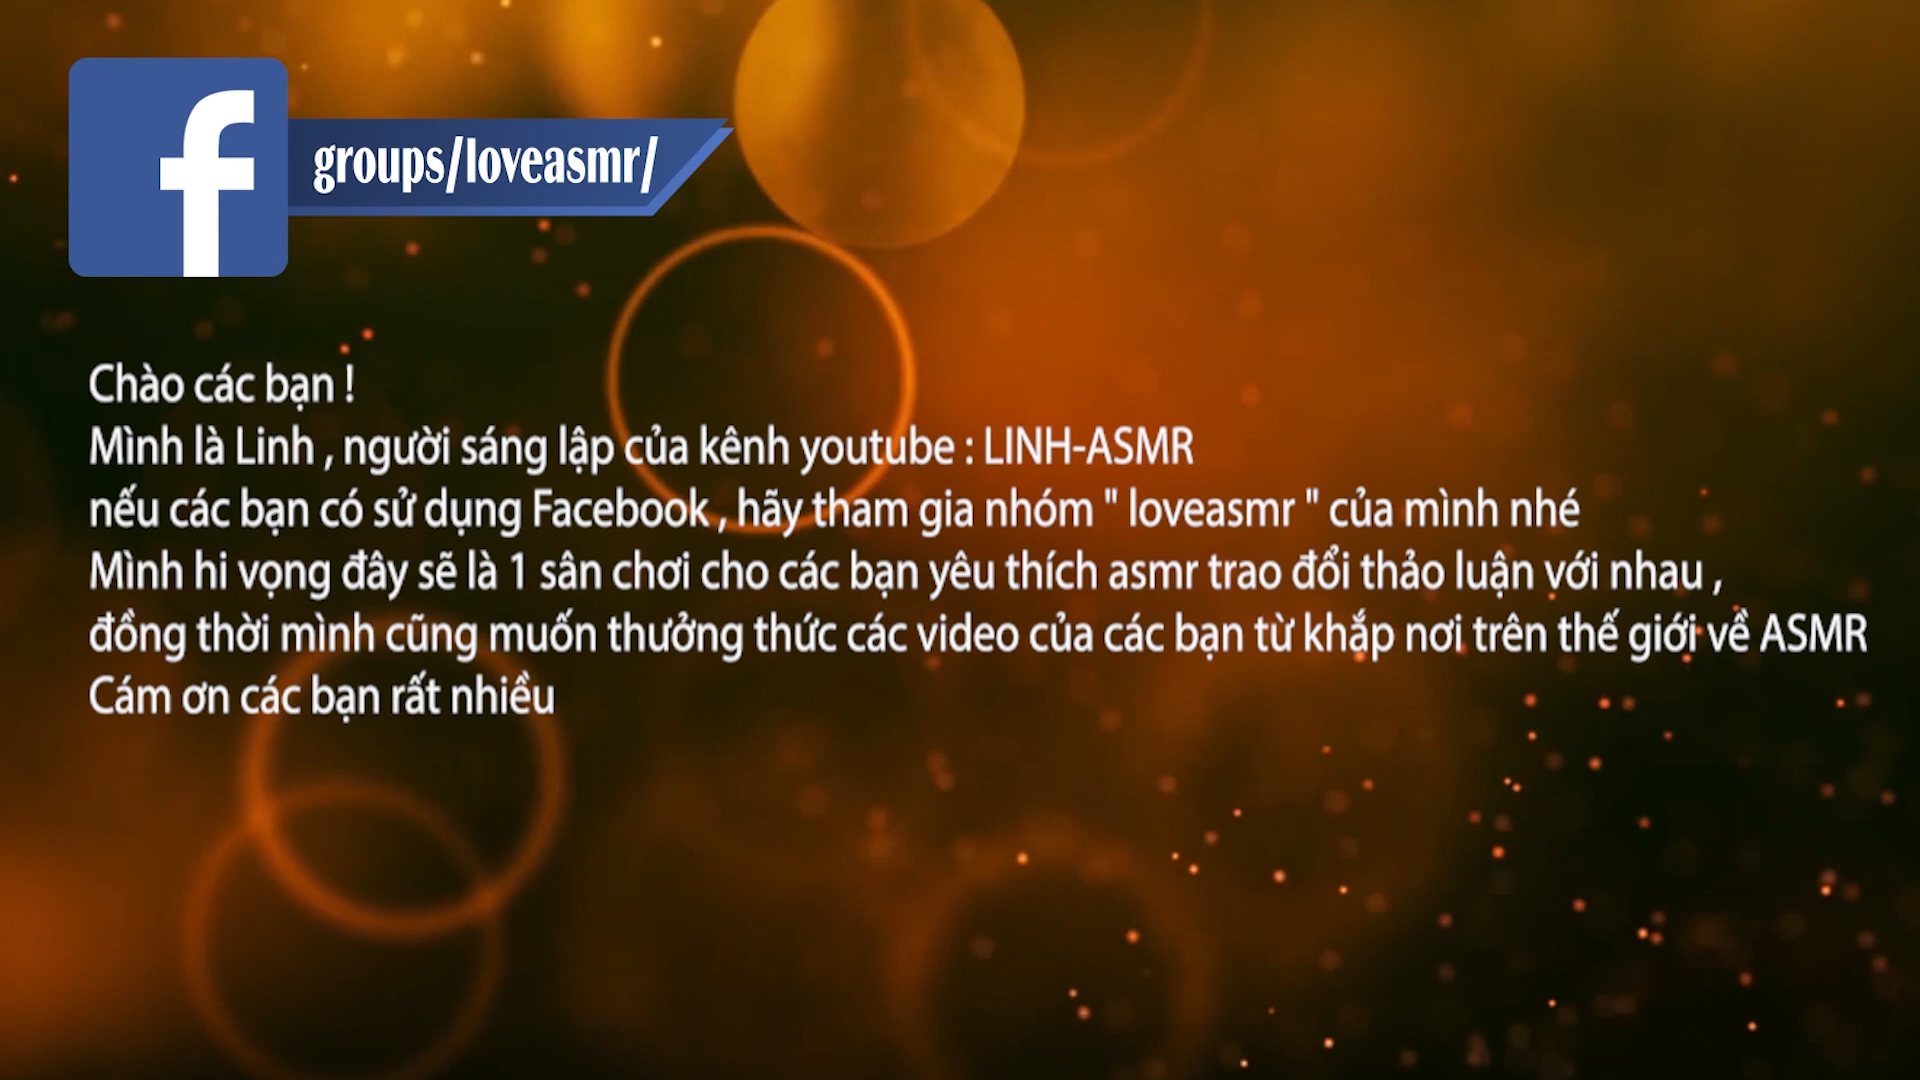 groups/loveasmr/
Chào các bạn !
Mình là Linh , người sáng lập của kênh youtube : LINH-ASMR
nếu các bạn có sử dụng Facebook , hãy tham gia nhóm " loveasmr " của mình nhé
Mình hi vọng đây sẽ là 1 sân chơi cho các bạn yêu thích asmr trao đổi thảo luận với nhau ,
đồng thời mình cũng muốn thưởng thức các video của các bạn từ khắp nơi trên thế giới về ASMR
Cám ơn các bạn rất nhiều